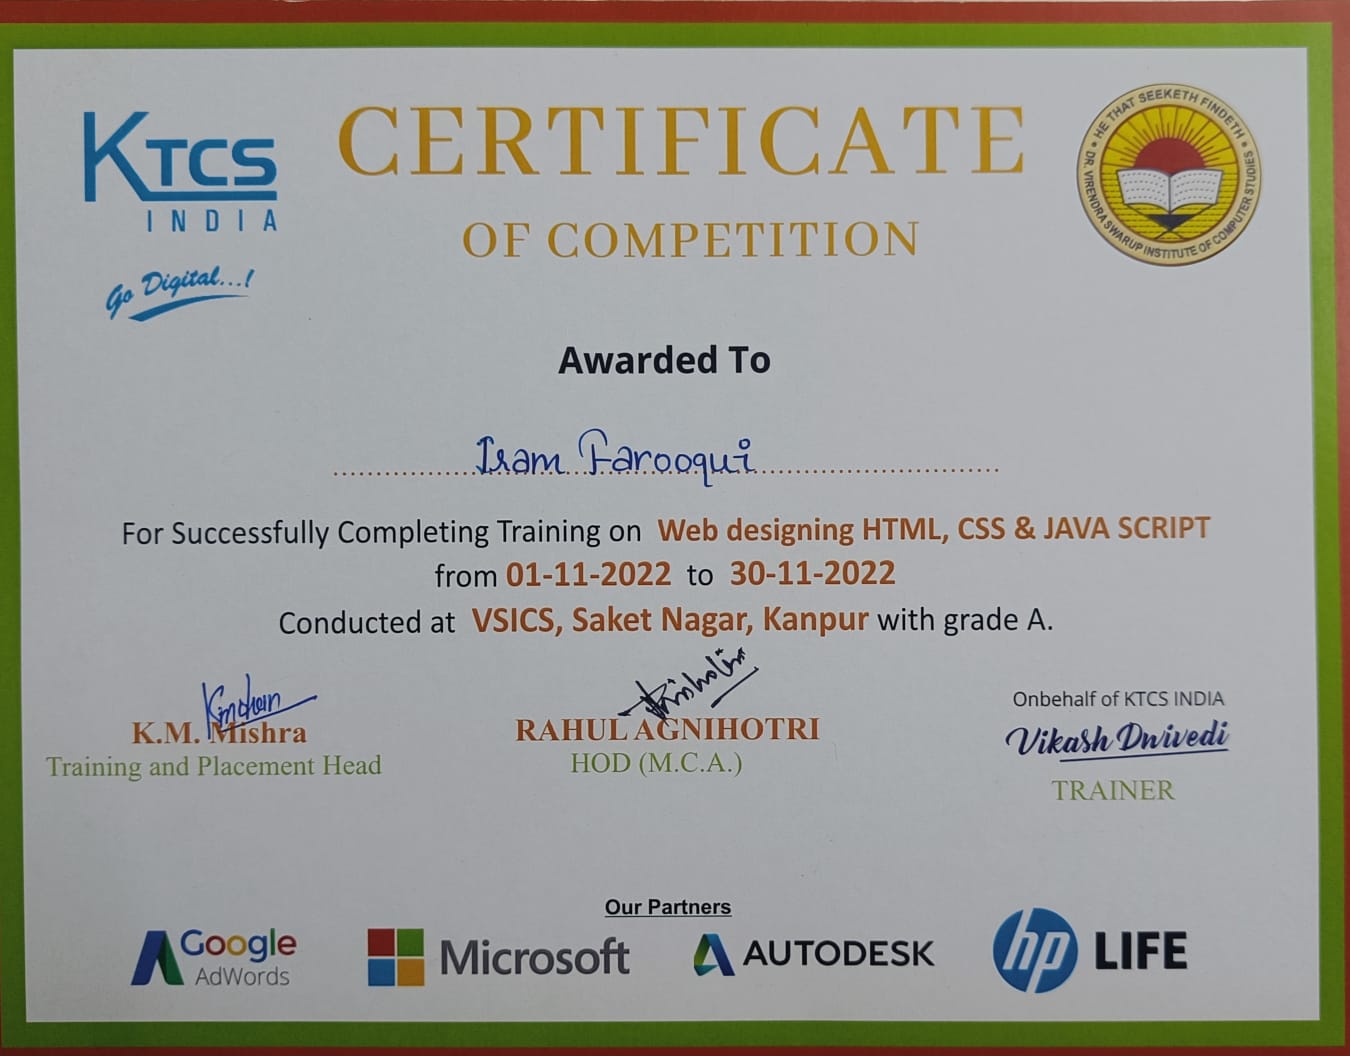 KTCS
INDIA
Go Digital...!
CERTIFICATE
OF COMPETITION
HE THAT SEEKETH FINDETH
DR. VIRENDRA SWARUP INSTITUTE OF COMPUTER STUDIES
Awarded To
Iram Farooqui
For Successfully Completing Training on Web designing HTML, CSS & JAVA SCRIPT
from 01-11-2022 to 30-11-2022
Conducted at VSICS, Saket Nagar, Kanpur with grade A.
K.M. Mishra
Training and Placement Head
RAHUL AGNIHOTRI
HOD (M.C.A.)
Onbehalf of KTCS INDIA
Vikash Dwivedi
TRAINER
Our Partners
Google
AdWords
Microsoft
AUTODESK
hp LIFE